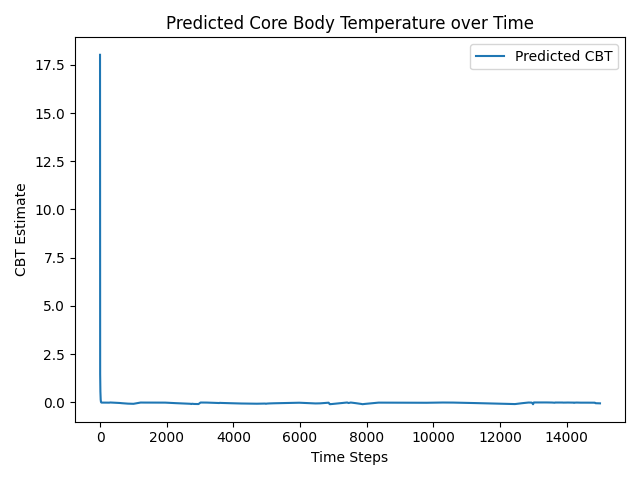 Predicted Core Body Temperature over Time
Predicted CBT
CBT Estimate
17.5
15.0
12.5
10.0
7.5
5.0
2.5
0.0
0 2000 4000 6000 8000 10000 12000 14000
Time Steps